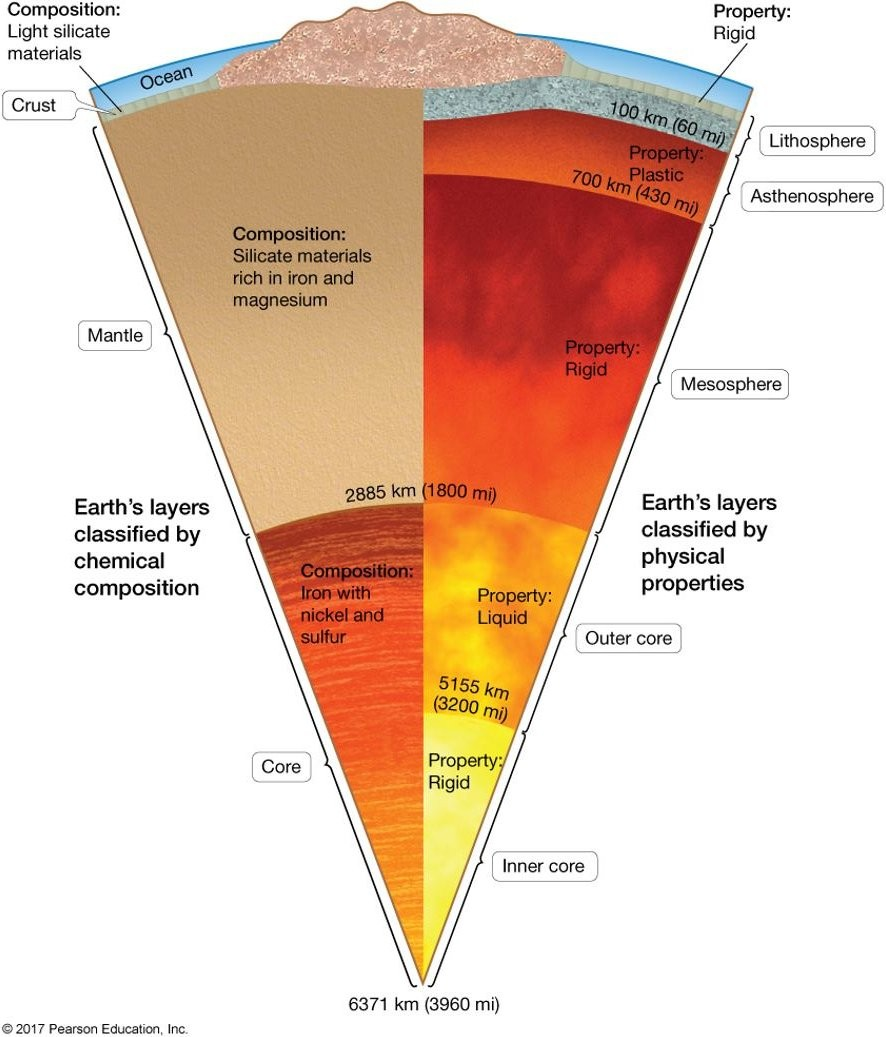 Composition:
Light silicate
materials
Property:
Rigid
Ocean
Crust
100 km (60 mi)
Lithosphere
Property:
Plastic
700 km (430 mi)
Asthenosphere
Composition:
Silicate materials
rich in iron and
magnesium
Mantle
Property:
Rigid
Mesosphere
2885 km (1800 mi)
Earth's layers
classified by
chemical
composition
Earth's layers
classified by
physical
properties
Composition:
Iron with
nickel and
sulfur
Property:
Liquid
Outer core
5155 km
(3200 mi)
Core
Property:
Rigid
Inner core
6371 km (3960 mi)
© 2017 Pearson Education, Inc.